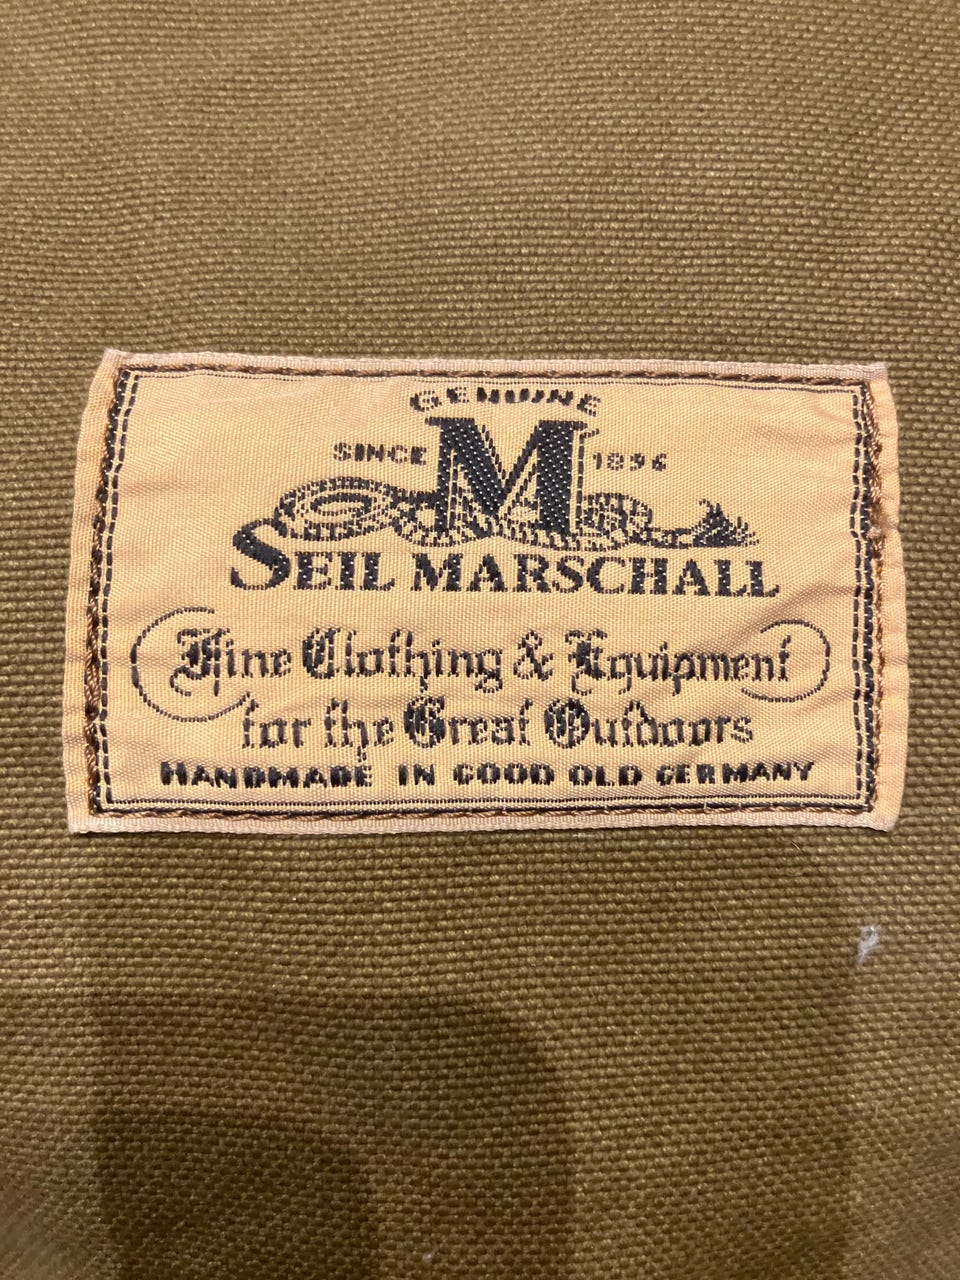 GENUINE
SINCE M 1896
SEIL MARSCHALL
Fine Clothing & Equipment
for the Great Outdoors
HANDMADE IN GOOD OLD GERMANY